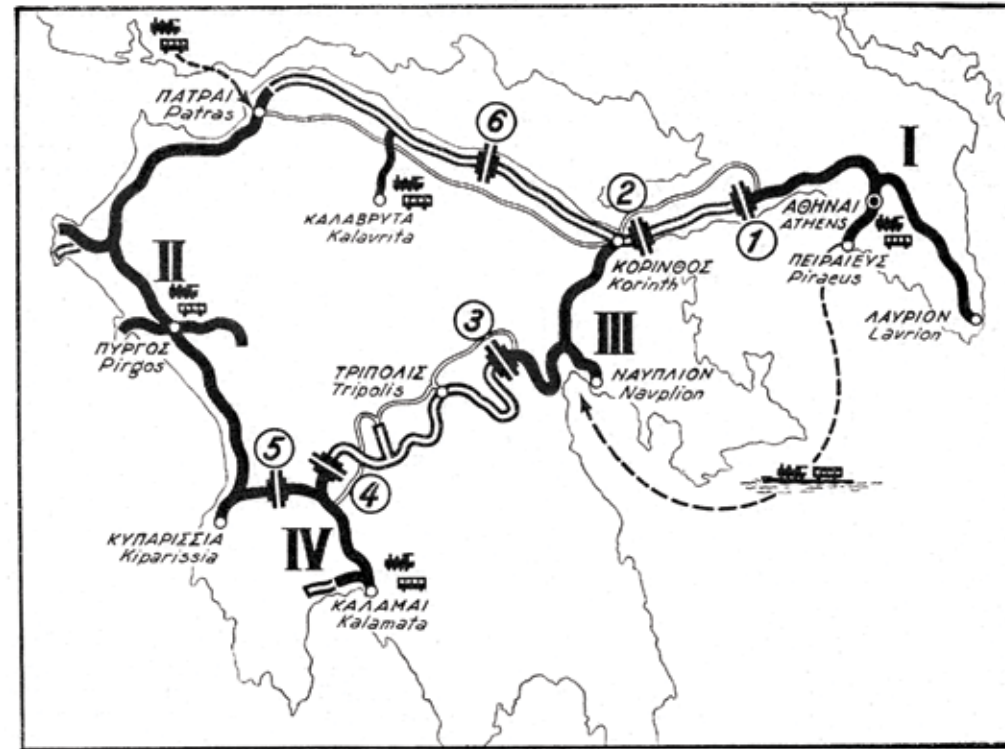 ΠΑΤΡΑΙ
Patras
6
I
2
ΚΑΛΑΒΡΥΤΑ
Kalavrita
1
ΑΘΗΝΑΙ
ATHENS
ΚΟΡΙΝΘΟΣ
Korinth
ΠΕΙΡΑΙΕΥΣ
Piraeus
II
3
III
ΛΑΥΡΙΟΝ
Lavrion
ΠΥΡΓΟΣ
Pirgos
ΤΡΙΠΟΛΙΣ
Tripolis
ΝΑΥΠΛΙΟΝ
Navplion
5
4
ΚΥΠΑΡΙΣΣΙΑ
Kiparissia
IV
ΚΑΛΑΜΑΙ
Kalamata